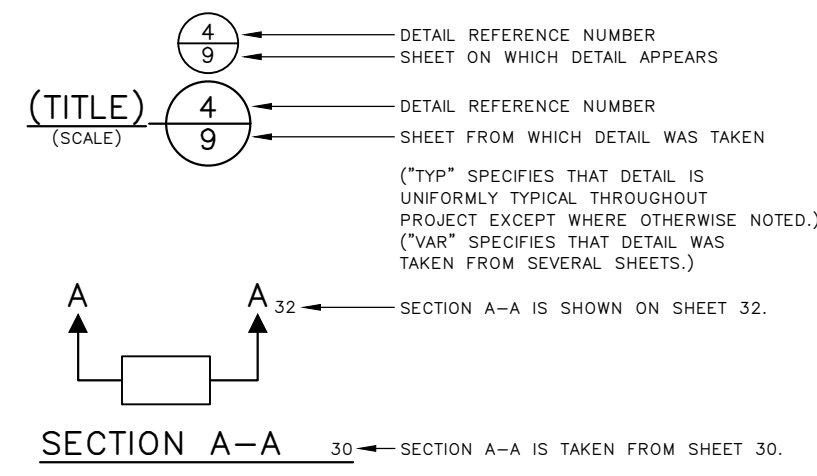 4 DETAIL REFERENCE NUMBER
9 SHEET ON WHICH DETAIL APPEARS
(TITLE) 4 DETAIL REFERENCE NUMBER
(SCALE) 9 SHEET FROM WHICH DETAIL WAS TAKEN
("TYP" SPECIFIES THAT DETAIL IS
UNIFORMLY TYPICAL THROUGHOUT
PROJECT EXCEPT WHERE OTHERWISE NOTED.)
("VAR" SPECIFIES THAT DETAIL WAS
TAKEN FROM SEVERAL SHEETS.)
A A 32 SECTION A-A IS SHOWN ON SHEET 32.
SECTION A-A 30 SECTION A-A IS TAKEN FROM SHEET 30.